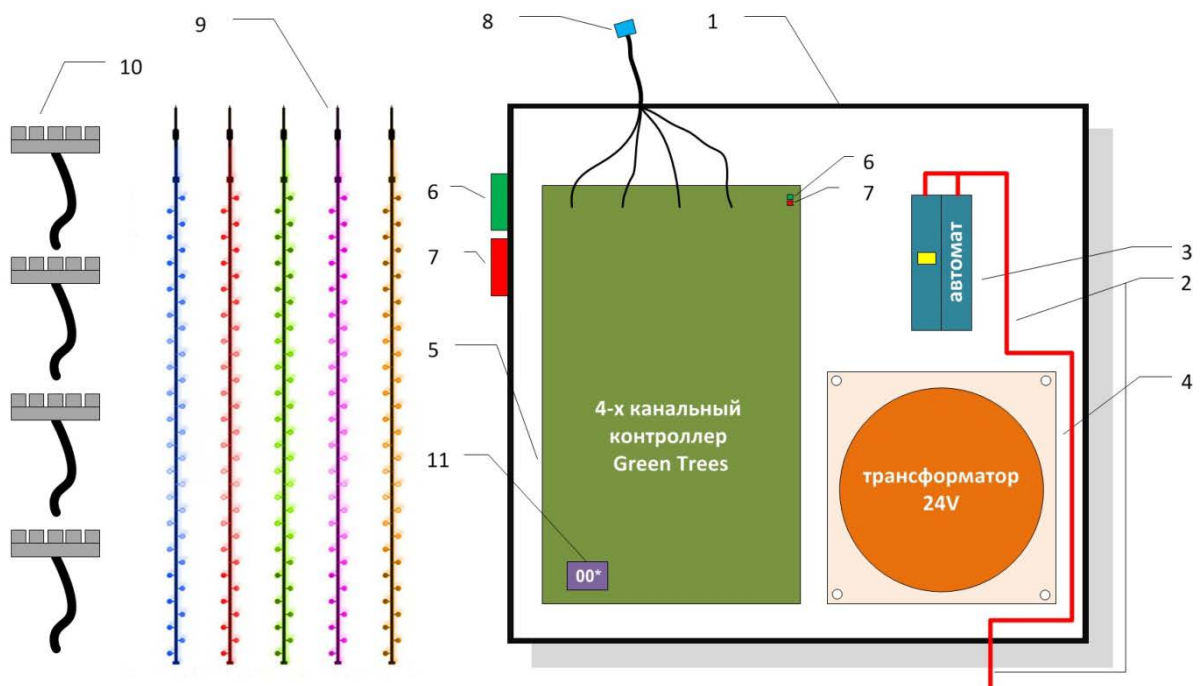 8
1
9
10
6
7
6
7
автомат
3
2
5
4
4-х канальный
контроллер
Green Trees
11
трансформатор
24V
00*